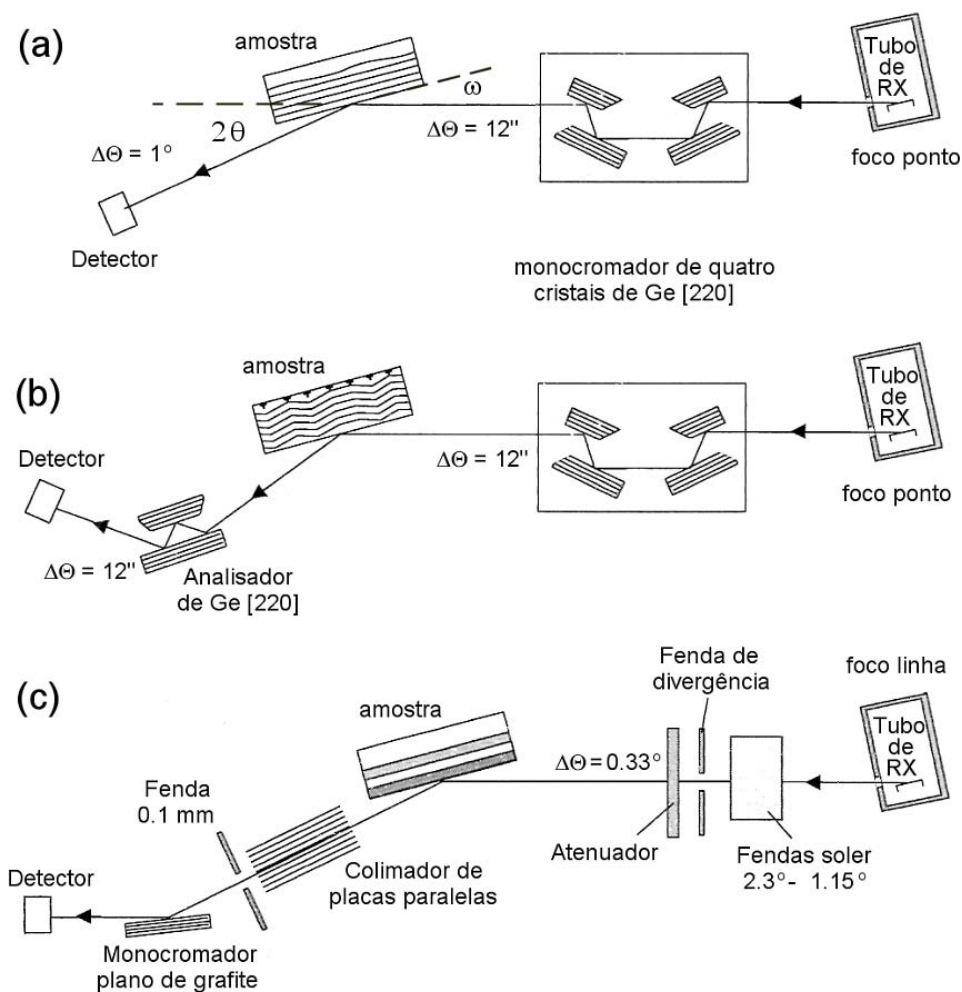 (a)
amostra
Tubo
de
RX
ω
2θ
ΔΘ = 12"
ΔΘ = 1°
foco ponto
Detector
monocromador de quatro
cristais de Ge [220]
(b)
amostra
Tubo
de
RX
Detector
ΔΘ = 12"
foco ponto
ΔΘ = 12"
Analisador
de Ge [220]
(c)
Fenda de
divergência
foco linha
amostra
Tubo
de
RX
ΔΘ = 0.33°
Fenda
0.1 mm
Atenuador
Fendas soler
2.3°- 1.15°
Colimador de
placas paralelas
Detector
Monocromador
plano de grafite